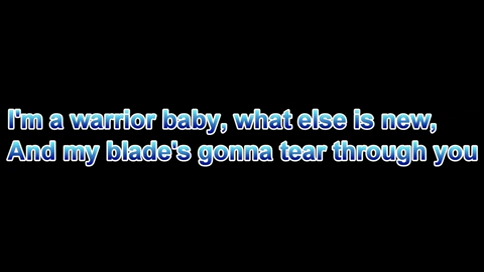 I'm a warrior baby, what else is new,
And my blade's gonna tear through you